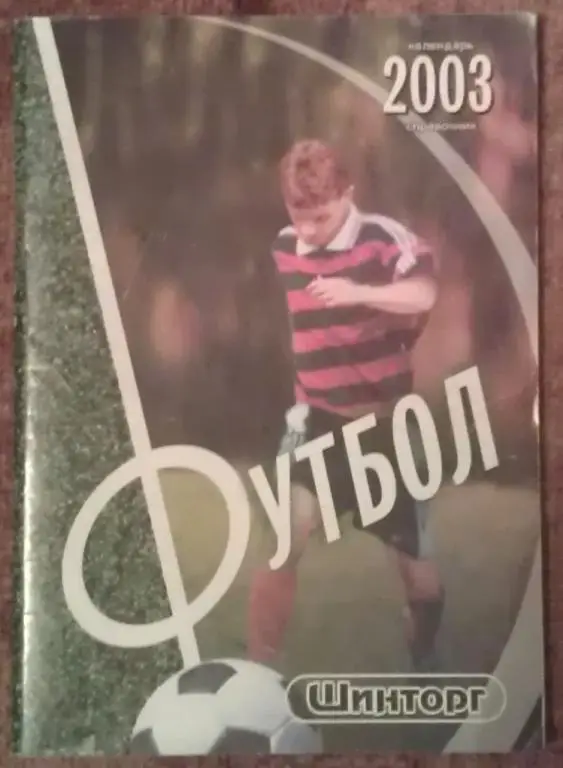 календарь
2003
справочник
ФУТБОЛ
ШИНТОРГ